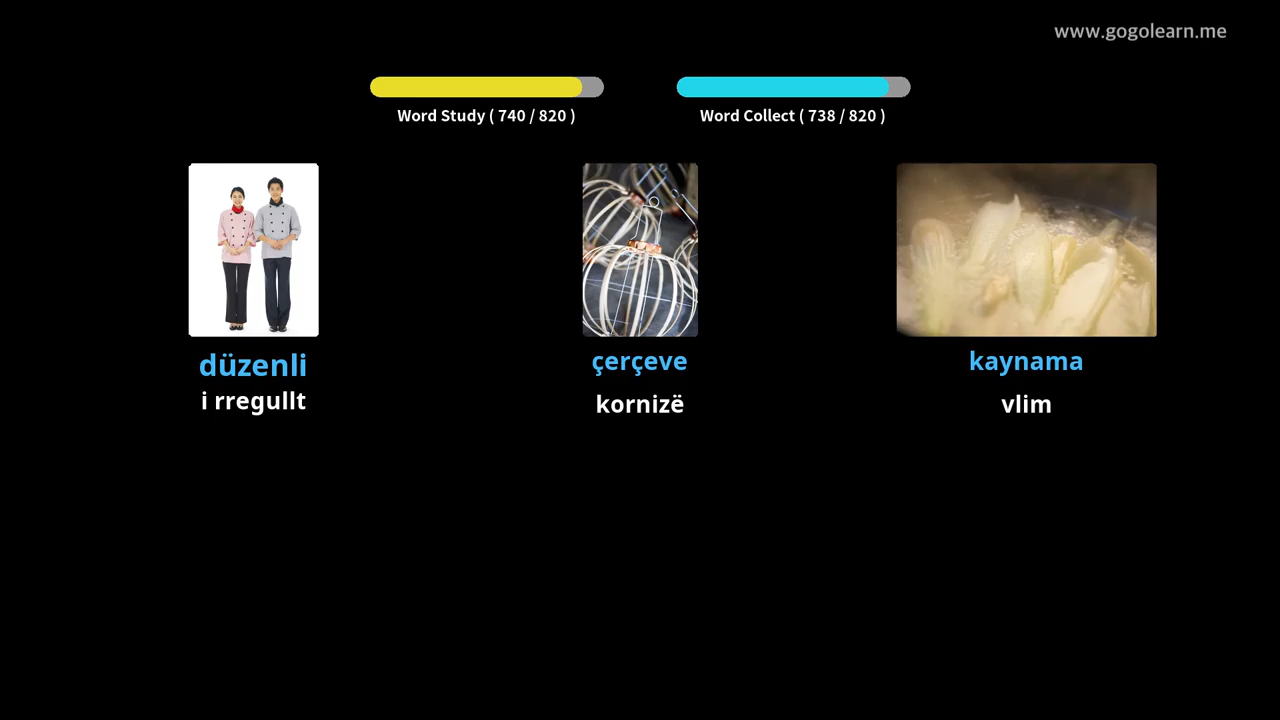 www.gogolearn.me
Word Study ( 740 / 820 )
Word Collect ( 738 / 820 )
düzenli
i rregullt
çerçeve
kornizë
kaynama
vlim